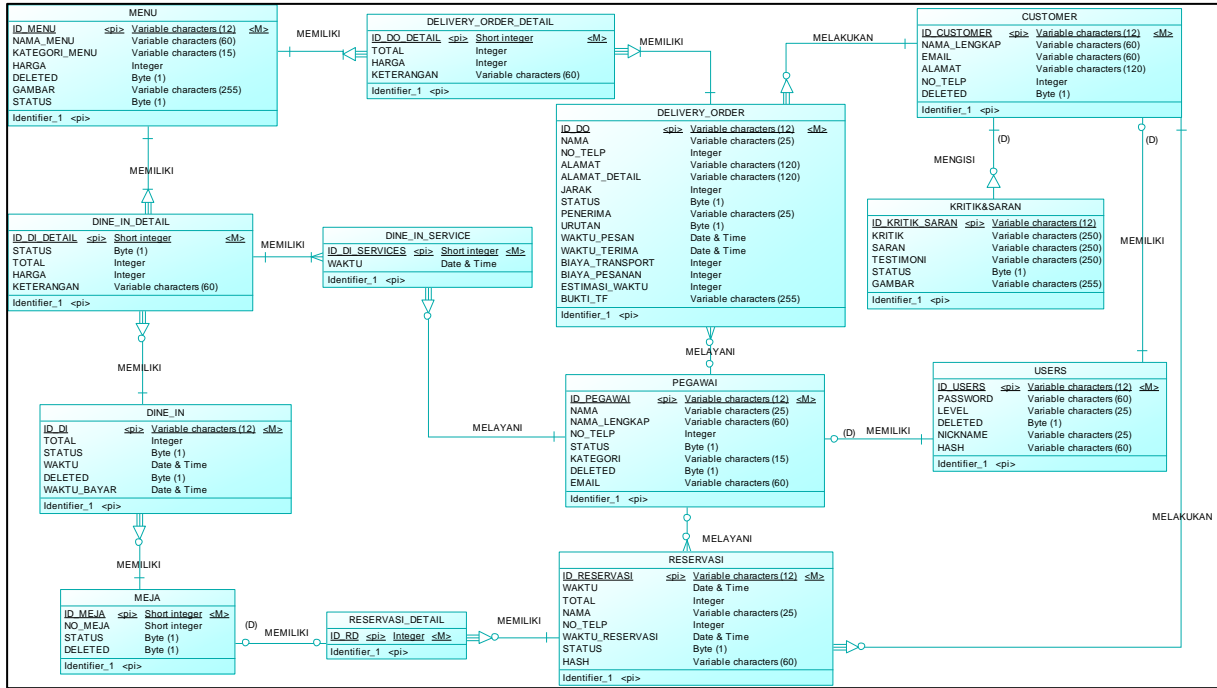 MENU
ID_MENU <pi> Variable characters (12) <M>
NAMA_MENU Variable characters (60)
KATEGORI_MENU Variable characters (15)
HARGA Integer
DELETED Byte (1)
GAMBAR Variable characters (255)
STATUS Byte (1)
Identifier_1 <pi>
MEMILIKI
DELIVERY_ORDER_DETAIL
ID_DO_DETAIL <pi> Short integer <M>
TOTAL Integer
HARGA Integer
KETERANGAN Variable characters (60)
Identifier_1 <pi>
MEMILIKI
MELAKUKAN
CUSTOMER
ID_CUSTOMER <pi> Variable characters (12) <M>
NAMA_LENGKAP Variable characters (60)
EMAIL Variable characters (60)
ALAMAT Variable characters (120)
NO_TELP Integer
DELETED Byte (1)
Identifier_1 <pi>
DELIVERY_ORDER
ID_DO <pi> Variable characters (12) <M>
NAMA Variable characters (25)
NO_TELP Integer
ALAMAT Variable characters (120)
ALAMAT_DETAIL Variable characters (120)
JARAK Integer
STATUS Byte (1)
PENERIMA Variable characters (25)
URUTAN Byte (1)
WAKTU_PESAN Date & Time
WAKTU_TERIMA Date & Time
BIAYA_TRANSPORT Integer
BIAYA_PESANAN Integer
ESTIMASI_WAKTU Integer
BUKTI_TF Variable characters (255)
Identifier_1 <pi>
(D)
(D)
MENGISI
MEMILIKI
KRITIK&SARAN
ID_KRITIK_SARAN <pi> Variable characters (12)
KRITIK Variable characters (250)
SARAN Variable characters (250)
TESTIMONI Variable characters (250)
STATUS Byte (1)
GAMBAR Variable characters (255)
Identifier_1 <pi>
MEMILIKI
DINE_IN_DETAIL
ID_DI_DETAIL <pi> Short integer <M>
STATUS Byte (1)
TOTAL Integer
HARGA Integer
KETERANGAN Variable characters (60)
Identifier_1 <pi>
MEMILIKI
DINE_IN_SERVICE
ID_DI_SERVICES <pi> Short integer <M>
WAKTU Date & Time
Identifier_1 <pi>
MELAYANI
MEMILIKI
PEGAWAI
ID_PEGAWAI <pi> Variable characters (12) <M>
NAMA Variable characters (25)
NAMA_LENGKAP Variable characters (60)
NO_TELP Integer
STATUS Byte (1)
KATEGORI Variable characters (15)
DELETED Byte (1)
EMAIL Variable characters (60)
Identifier_1 <pi>
(D)
MEMILIKI
USERS
ID_USERS <pi> Variable characters (12) <M>
PASSWORD Variable characters (60)
LEVEL Variable characters (25)
DELETED Byte (1)
NICKNAME Variable characters (25)
HASH Variable characters (60)
Identifier_1 <pi>
DINE_IN
ID_DI <pi> Variable characters (12) <M>
TOTAL Integer
STATUS Byte (1)
WAKTU Date & Time
DELETED Byte (1)
WAKTU_BAYAR Date & Time
Identifier_1 <pi>
MELAYANI
MELAKUKAN
MELAYANI
MEMILIKI
MEJA
ID_MEJA <pi> Short integer <M>
NO_MEJA Short integer
STATUS Byte (1)
DELETED Byte (1)
Identifier_1 <pi>
(D)
MEMILIKI
RESERVASI_DETAIL
ID_RD <pi> Integer <M>
Identifier_1 <pi>
MEMILIKI
RESERVASI
ID_RESERVASI <pi> Variable characters (12) <M>
WAKTU Date & Time
TOTAL Integer
NAMA Variable characters (25)
NO_TELP Integer
WAKTU_RESERVASI Date & Time
STATUS Byte (1)
HASH Variable characters (60)
Identifier_1 <pi>